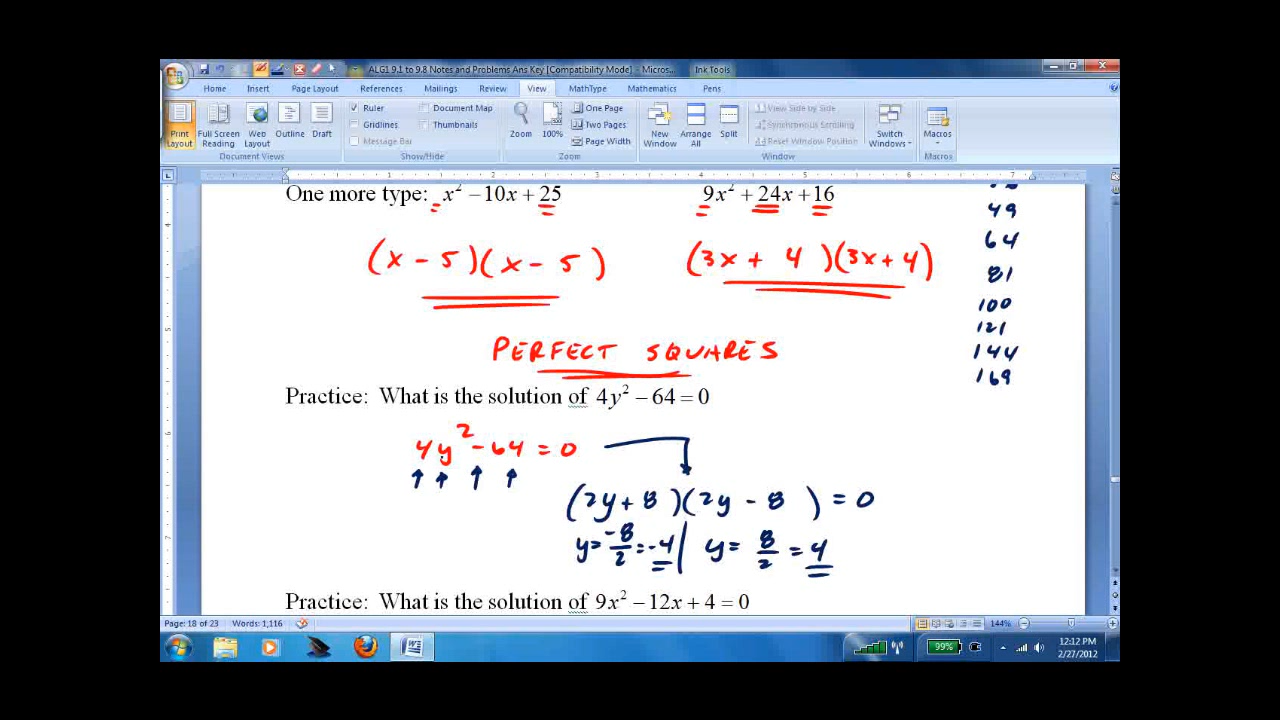 ALG1 9.1 to 9.8 Notes and Problems Ans Key [Compatibility Mode] - Micros... Ink Tools
Home Insert Page Layout References Mailings Review View MathType Mathematics Pens
Print Layout Full Screen Reading Web Layout Outline Draft
Ruler Document Map
Gridlines Thumbnails
Message Bar
Zoom 100% One Page
Two Pages
Page Width
New Window Arrange All Split
View Side by Side
Synchronous Scrolling
Reset Window Position
Switch Windows Macros
Document Views Show/Hide Zoom Window Macros
1 2 3 4 5 6 7
One more type: x² − 10x + 25 9x² + 24x + 16
49
64
(x - 5)(x - 5) (3x + 4)(3x + 4)
81
100
121
PERFECT SQUARES
144
169
Practice: What is the solution of 4y² − 64 = 0
4y² - 64 = 0
(2y + 8)(2y - 8) = 0
y = -8/2 = -4 | y = 8/2 = 4
Practice: What is the solution of 9x² − 12x + 4 = 0
Page: 18 of 23 Words: 1,116 144%
99% 12:12 PM
2/27/2012